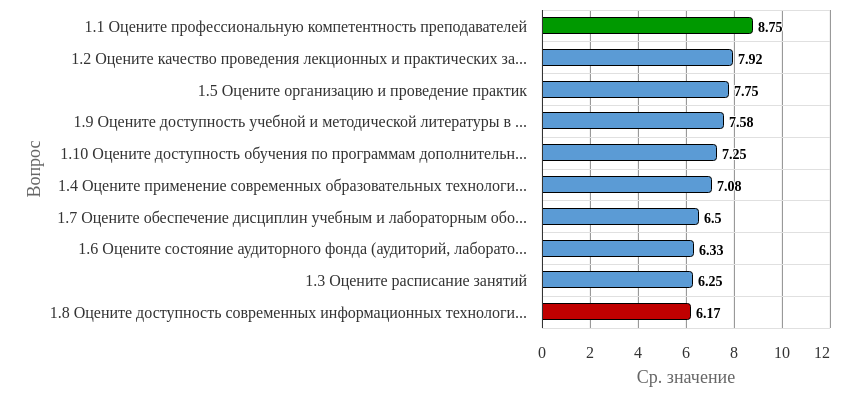 1.1 Оцените профессиональную компетентность преподавателей
8.75
1.2 Оцените качество проведения лекционных и практических за...
7.92
1.5 Оцените организацию и проведение практик
7.75
1.9 Оцените доступность учебной и методической литературы в ...
7.58
1.10 Оцените доступность обучения по программам дополнительн...
7.25
1.4 Оцените применение современных образовательных технологи...
7.08
1.7 Оцените обеспечение дисциплин учебным и лабораторным обо...
6.5
1.6 Оцените состояние аудиторного фонда (аудиторий, лаборато...
6.33
1.3 Оцените расписание занятий
6.25
1.8 Оцените доступность современных информационных технологи...
6.17
Вопрос
0 2 4 6 8 10 12
Ср. значение